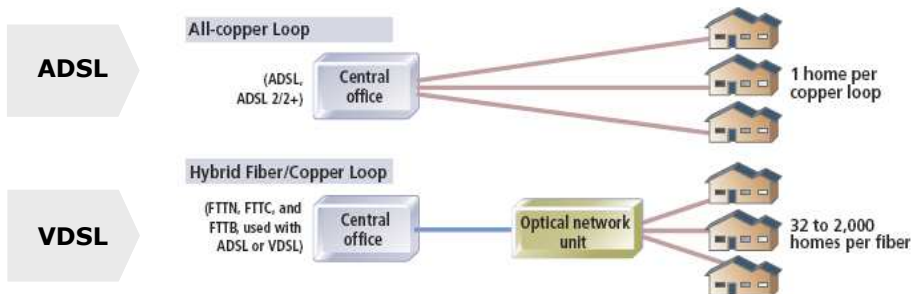 All-copper Loop
ADSL
(ADSL,
ADSL 2/2+)
Central
office
1 home per
copper loop
Hybrid Fiber/Copper Loop
VDSL
(FTTN, FTTC, and
FTTB, used with
ADSL or VDSL)
Central
office
Optical network
unit
32 to 2,000
homes per fiber